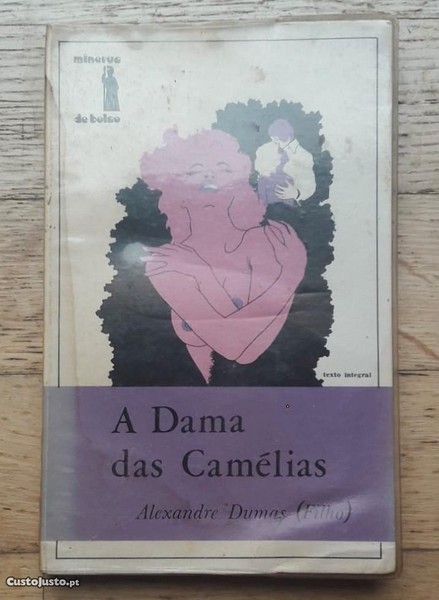 minerva
de bolso
texto integral
A Dama
das Camélias
Alexandre Dumas (Filho)
CustoJusto.pt